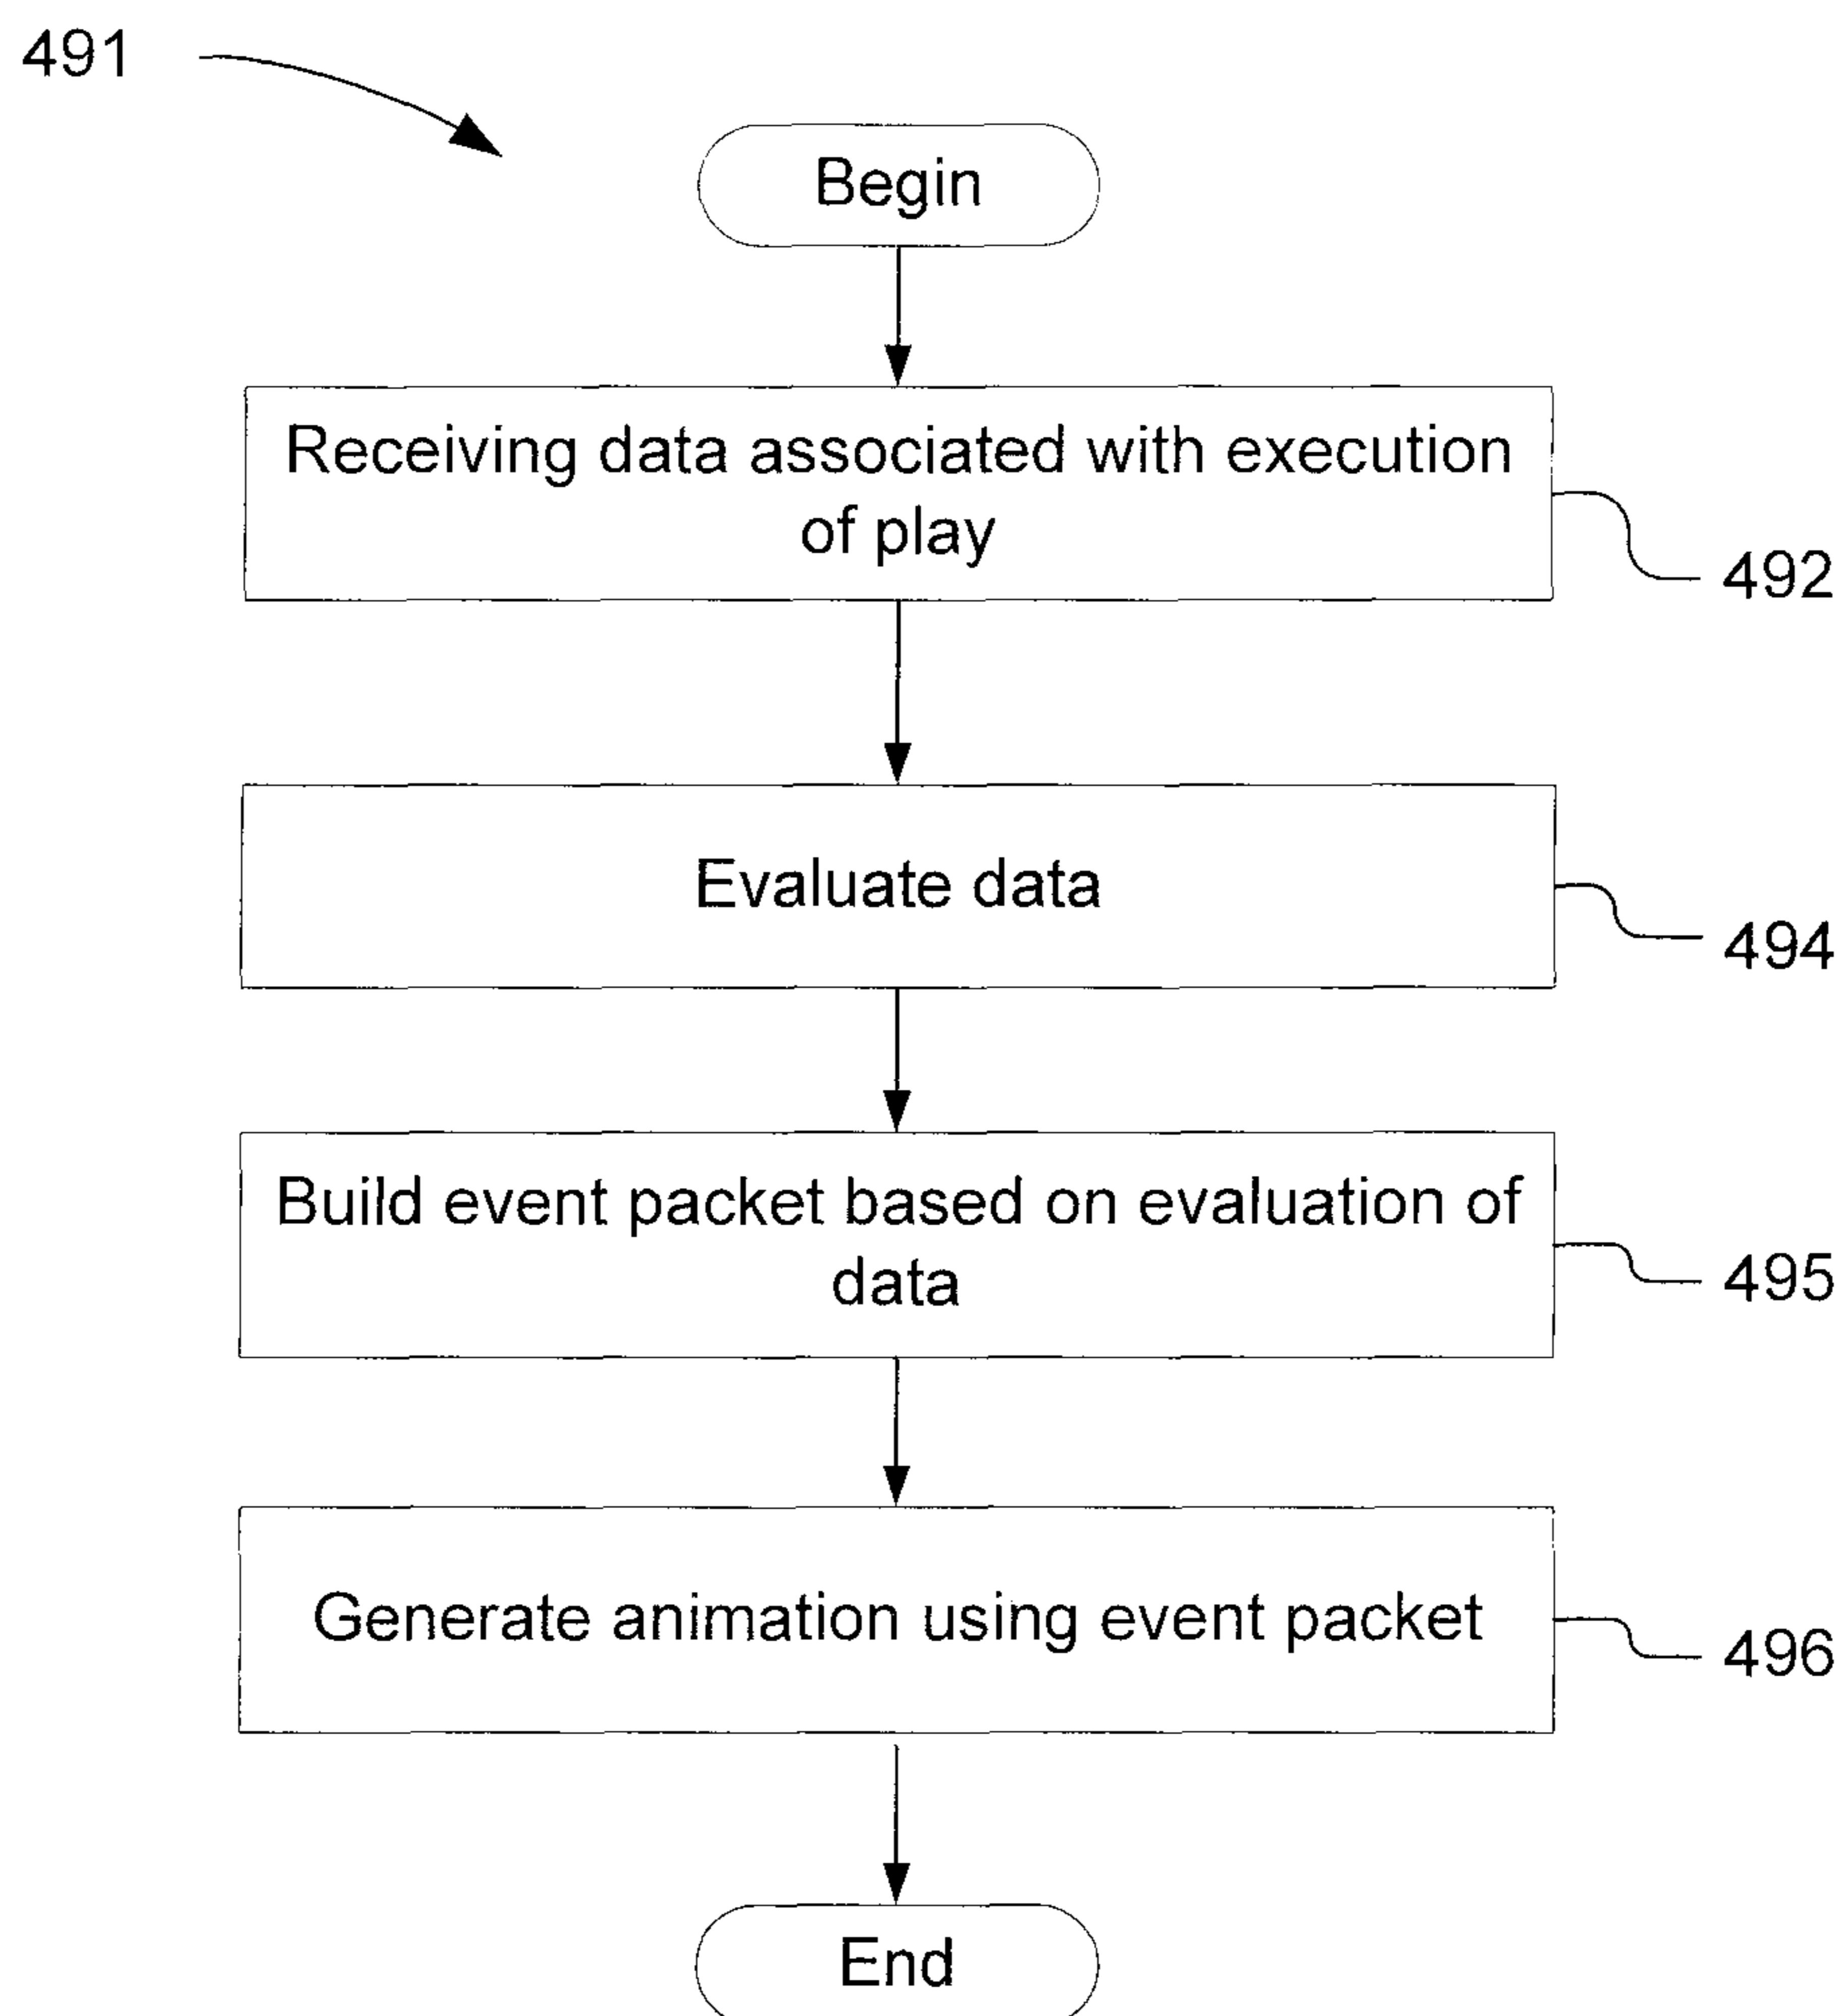 491
Begin
Receiving data associated with execution
of play
492
Evaluate data
494
Build event packet based on evaluation of
data
495
Generate animation using event packet
496
End